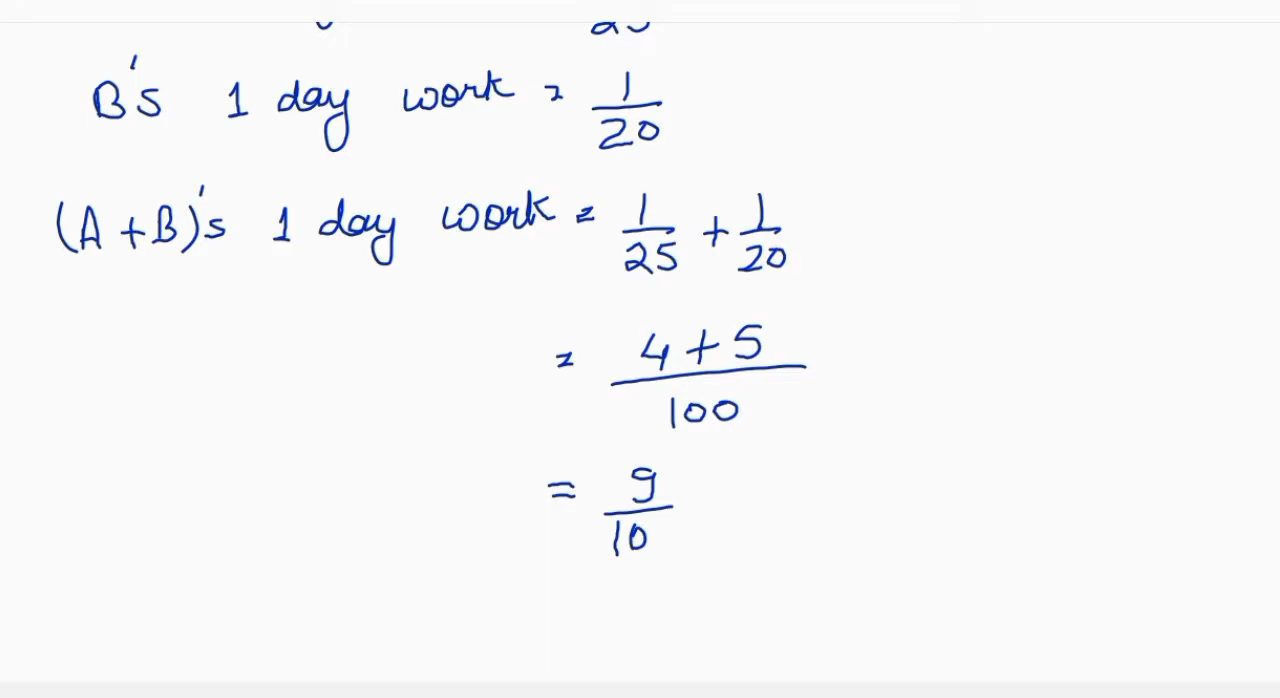 B's 1 day work = 1/20
(A+B)'s 1 day work = 1/25 + 1/20
= 4+5/100
= 9/10